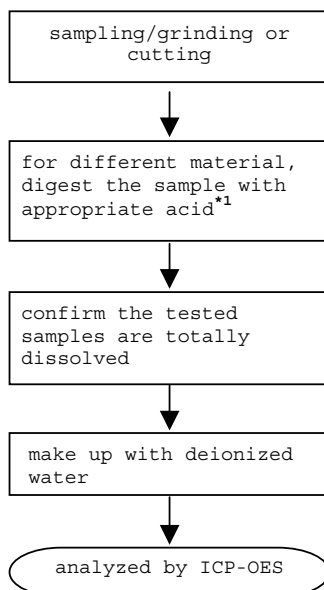 sampling/grinding or
cutting
for different material,
digest the sample with
appropriate acid*1
confirm the tested
samples are totally
dissolved
make up with deionized
water
analyzed by ICP-OES